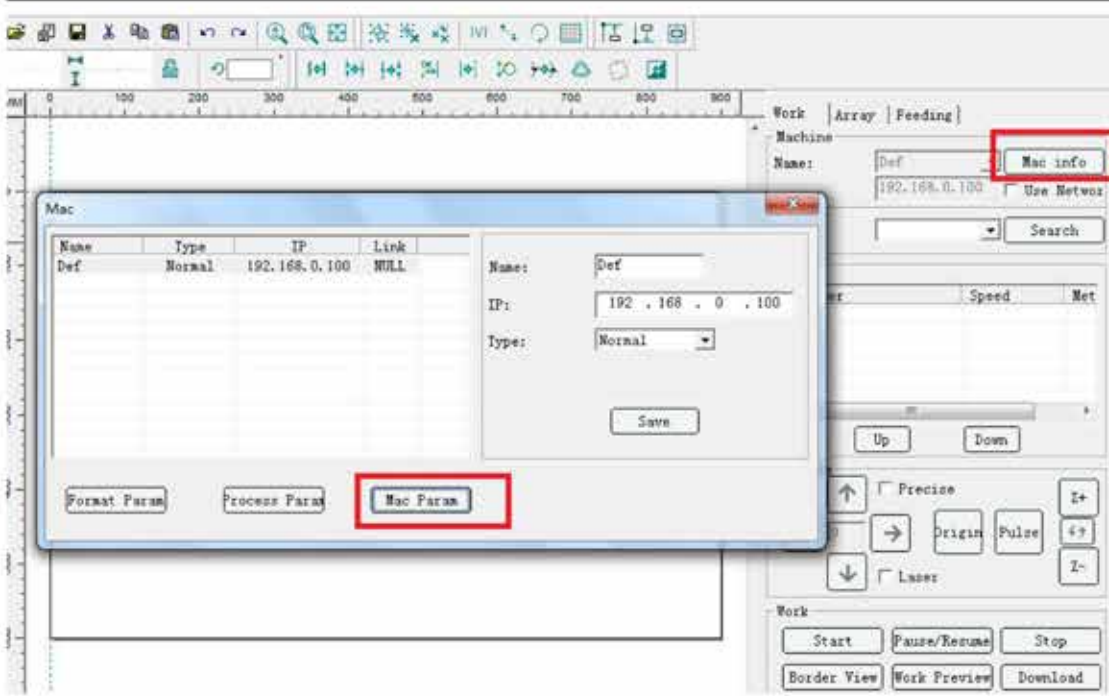 0 100 200 300 400 500 600 700 800 900
Work Array Feeding
Machine
Name: Def Mac info
192.168.0.100 Use Networ
Search
Mac
Name Type IP Link
Def Normal 192.168.0.100 NULL
Name: Def
IP: 192 . 168 . 0 . 100
Type: Normal
Save
Format Param Process Param Mac Param
er Speed Met
Up Down
Precise
Origin Pulse
Z+
Z-
Laser
Work
Start Pause/Resume Stop
Border View Work Preview Download